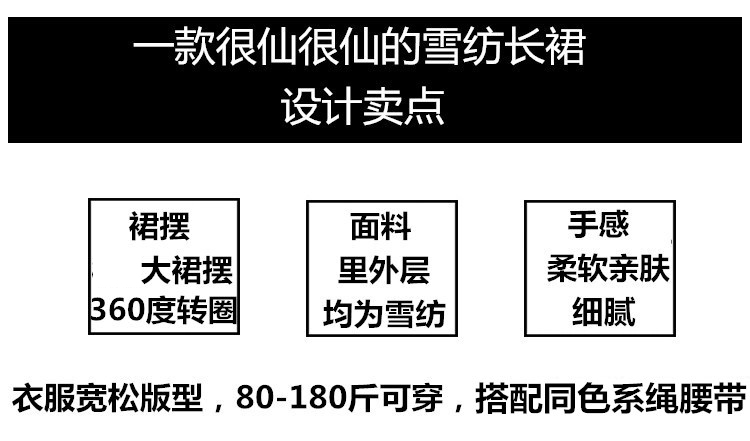 一款很仙很仙的雪纺长裙
设计卖点
裙摆
大裙摆
360度转圈
面料
里外层
均为雪纺
手感
柔软亲肤
细腻
衣服宽松版型，80-180斤可穿，搭配同色系绳腰带